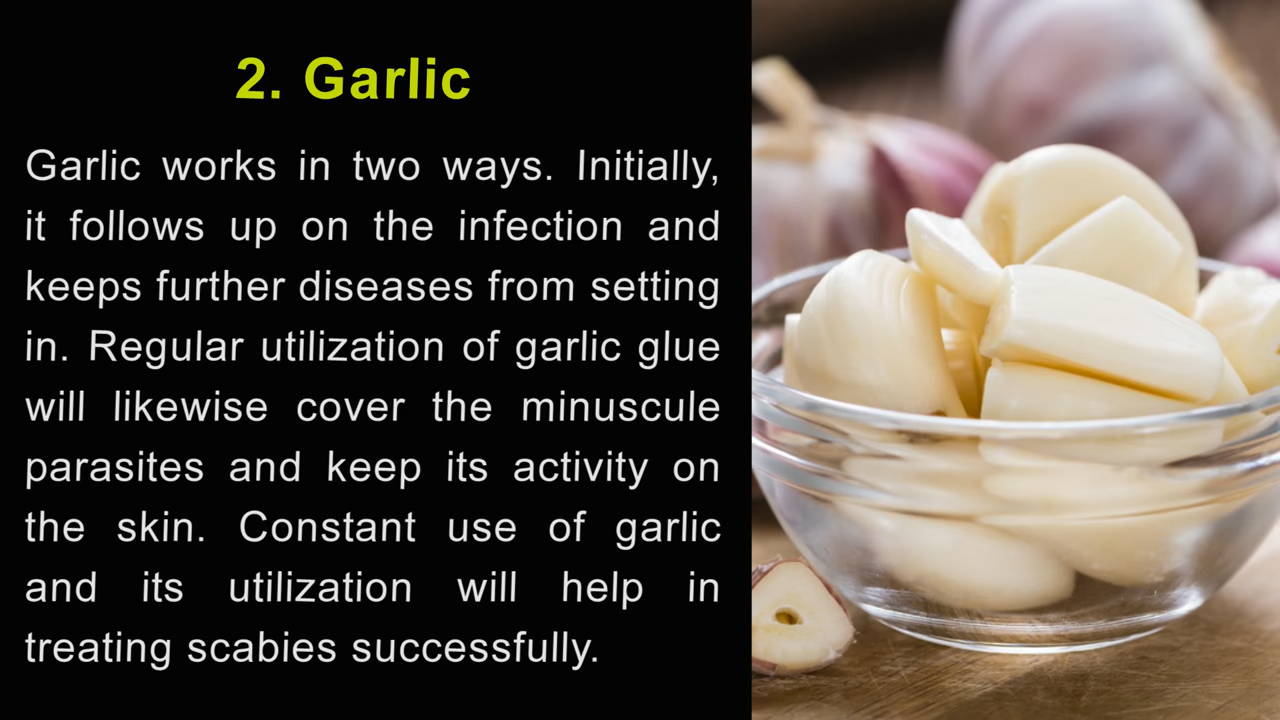 2. Garlic
Garlic works in two ways. Initially,
it follows up on the infection and
keeps further diseases from setting
in. Regular utilization of garlic glue
will likewise cover the minuscule
parasites and keep its activity on
the skin. Constant use of garlic
and its utilization will help in
treating scabies successfully.